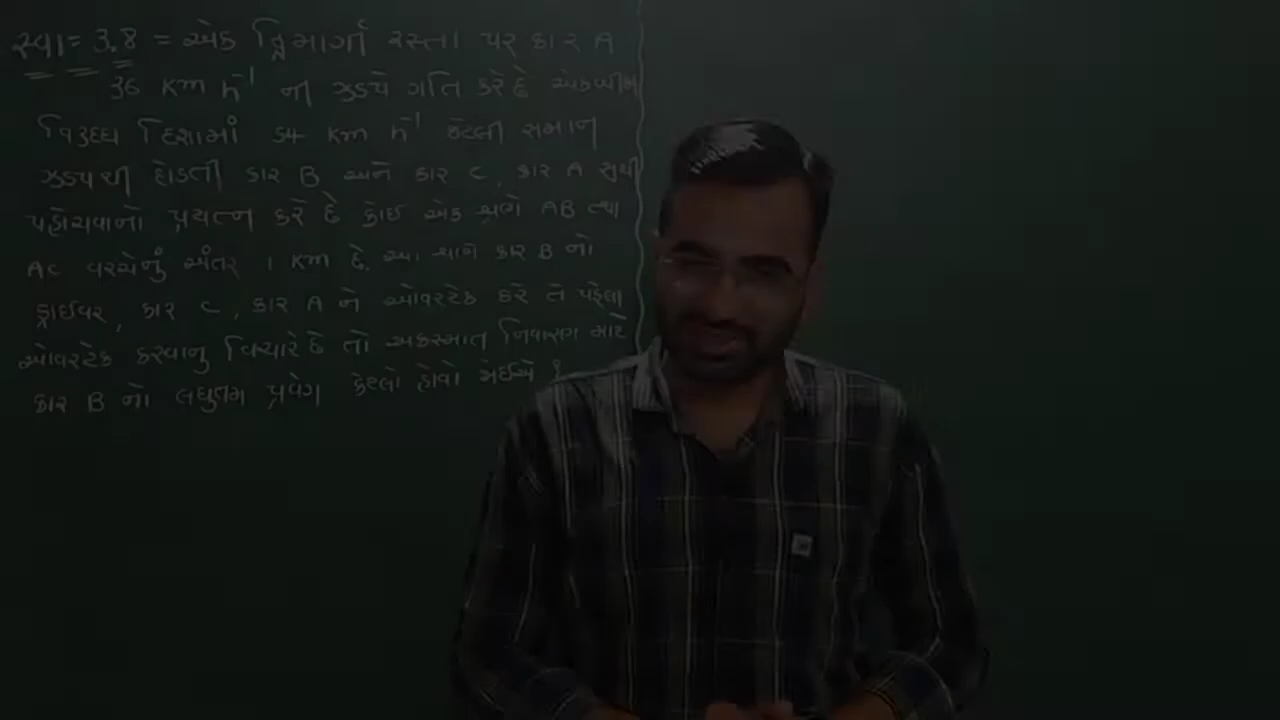 સ્વા= 3.8 = એક દ્વિમાર્ગી રસ્તા પર કાર A
36 km h⁻¹ ની ઝડપે ગતિ કરે છે એકબીજા
વિરુદ્ધ દિશામાં 54 km h⁻¹ જેટલી સમાન
ઝડપથી દોડતી કાર B અને કાર C, કાર A સુધી
પહોંચવાનો પ્રયત્ન કરે છે કોઈ એક ક્ષણે AB તથા
AC વચ્ચેનું અંતર 1 km છે. આ ક્ષણે કાર B નો
ડ્રાઈવર, કાર C, કાર A ને ઓવરટેક કરે તે પહેલા
ઓવરટેક કરવાનુ વિચારે છે તો અકસ્માત નિવારણ માટે
કાર B નો લઘુતમ પ્રવેગ કેટલો હોવો જોઈએ ?